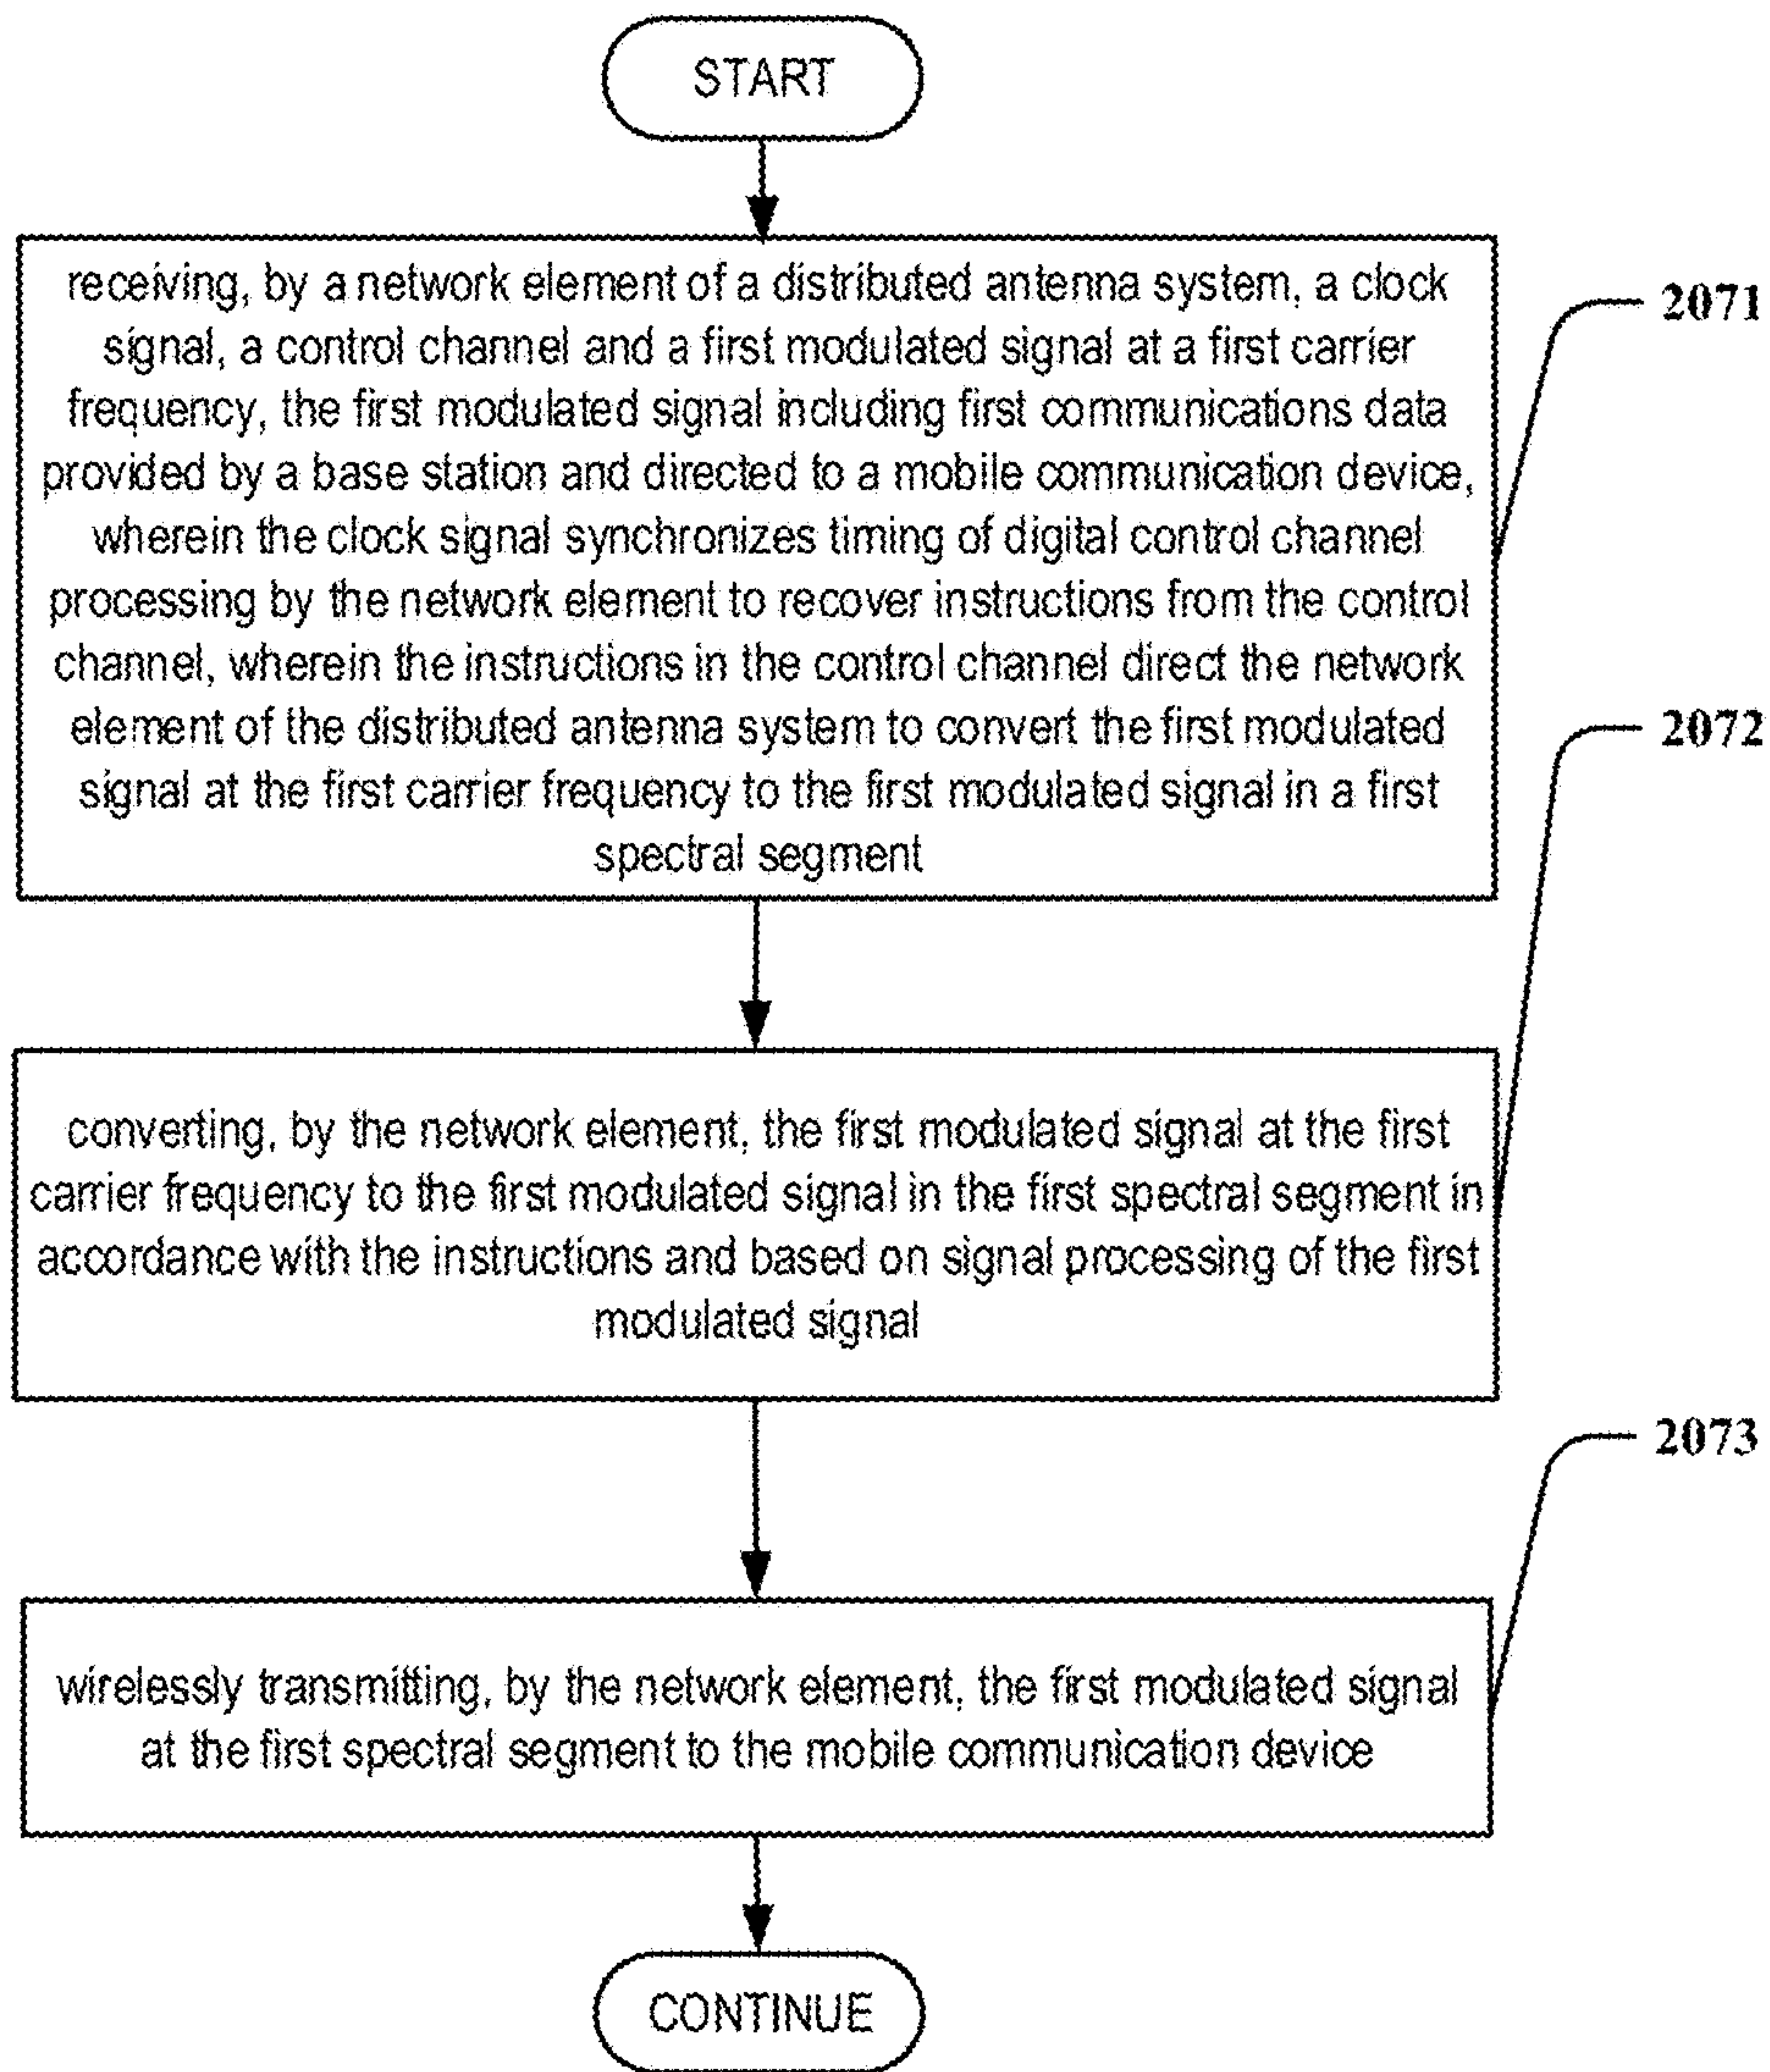 START
receiving, by a network element of a distributed antenna system, a clock
signal, a control channel and a first modulated signal at a first carrier
frequency, the first modulated signal including first communications data
provided by a base station and directed to a mobile communication device,
wherein the clock signal synchronizes timing of digital control channel
processing by the network element to recover instructions from the control
channel, wherein the instructions in the control channel direct the network
element of the distributed antenna system to convert the first modulated
signal at the first carrier frequency to the first modulated signal in a first
spectral segment
2071
converting, by the network element, the first modulated signal at the first
carrier frequency to the first modulated signal in the first spectral segment in
accordance with the instructions and based on signal processing of the first
modulated signal
2072
wirelessly transmitting, by the network element, the first modulated signal
at the first spectral segment to the mobile communication device
2073
CONTINUE